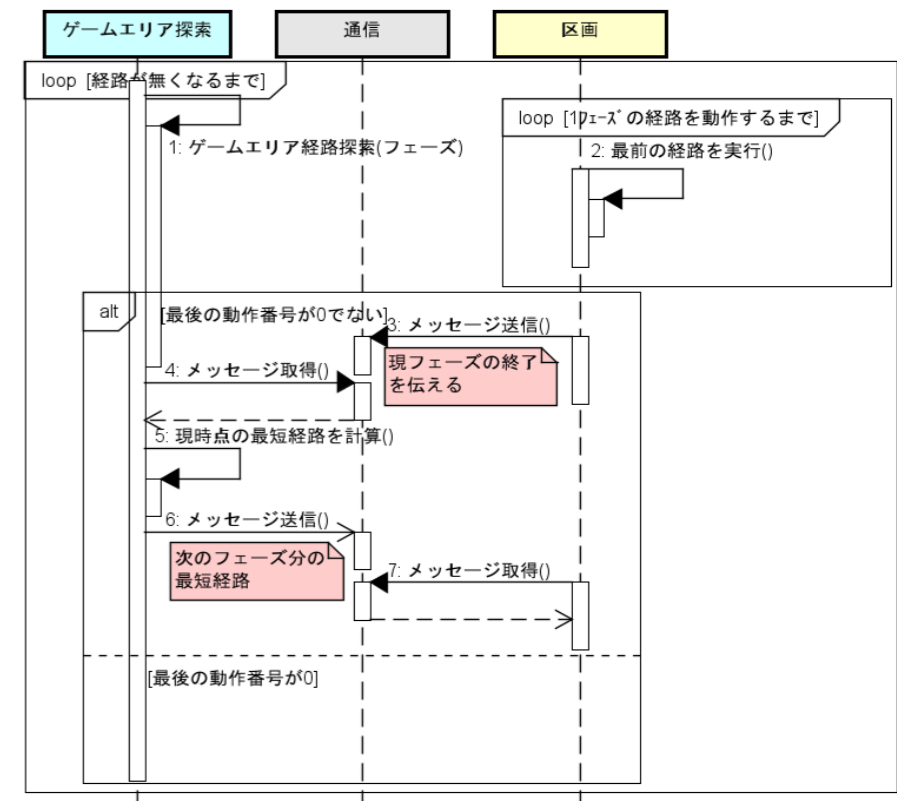 ゲームエリア探索
通信
区画
loop [経路が無くなるまで]
loop [1フェーズの経路を動作するまで]
1: ゲームエリア経路探索(フェーズ)
2: 最前の経路を実行()
alt
[最後の動作番号が0でない]
3: メッセージ送信()
現フェーズの終了
を伝える
4: メッセージ取得()
5: 現時点の最短経路を計算()
6: メッセージ送信()
次のフェーズ分の
最短経路
7: メッセージ取得()
[最後の動作番号が0]